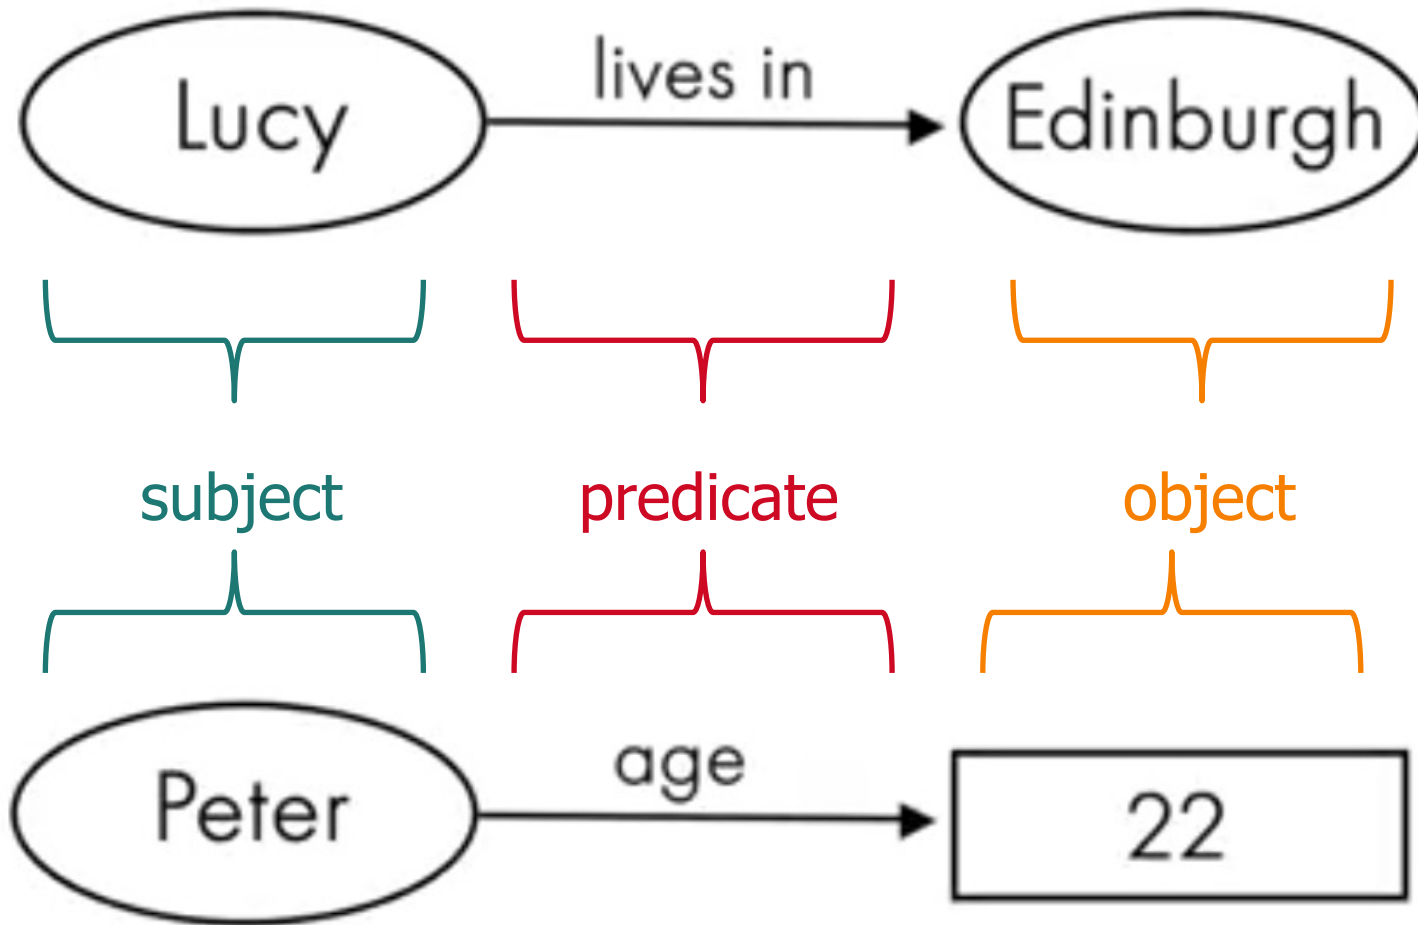 lives in
Lucy
Edinburgh
subject predicate object
age
Peter
22